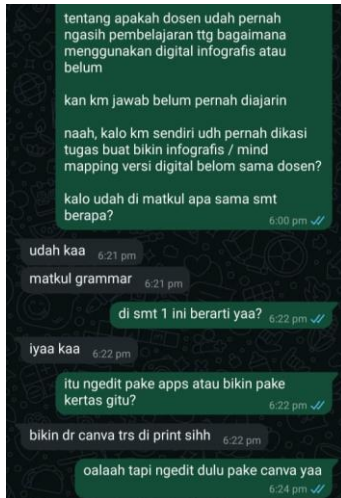 tentang apakah dosen udah pernah
ngasih pembelajaran ttg bagaimana
menggunakan digital infografis atau
belum
kan km jawab belum pernah diajarin
naah, kalo km sendiri udh pernah dikasi
tugas buat bikin infografis / mind
mapping versi digital belom sama dosen?
kalo udah di matkul apa sama smt
berapa?
6:00 pm
udah kaa 6:21 pm
matkul grammar 6:21 pm
di smt 1 ini berarti yaa? 6:22 pm
iyaa kaa 6:22 pm
itu ngedit pake apps atau bikin pake
kertas gitu?
6:22 pm
bikin dr canva trs di print sihh 6:22 pm
oalaah tapi ngedit dulu pake canva yaa
6:24 pm